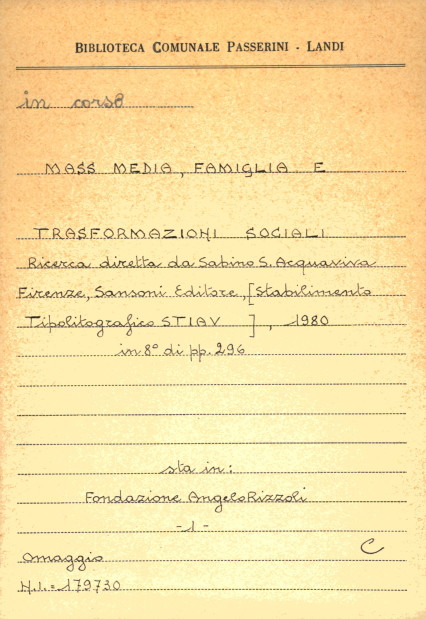 BIBLIOTECA COMUNALE PASSERINI - LANDI
in corso
MASS MEDIA, FAMIGLIA E
TRASFORMAZIONI SOCIALI
Ricerca diretta da Sabino S. Acquaviva
Firenze, Sansoni Editore, [Stabilimento
Tipolitografico STIAV ], 1980
in 8° di pp. 296
sta in:
Fondazione Angelo Rizzoli
-1-
Omaggio C
N.I. = 179730